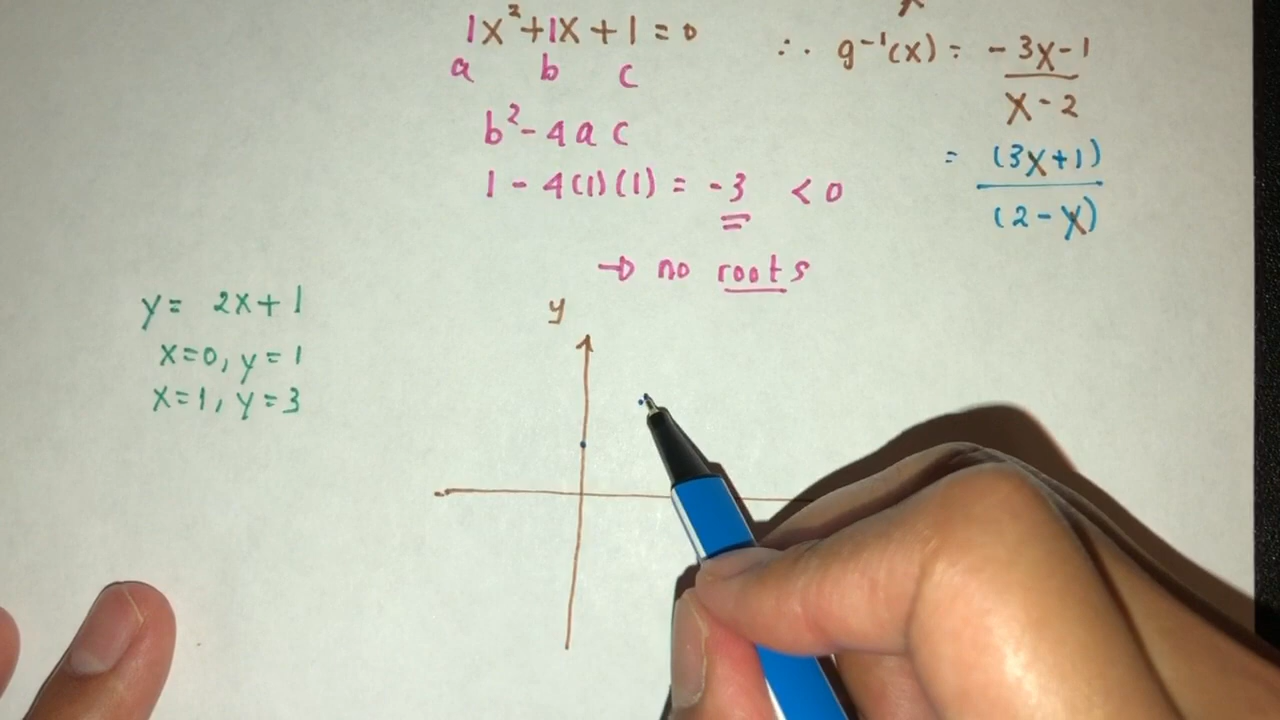 1x²+1x+1=0
a b c
b²-4ac
1-4(1)(1) = -3 <0
→ no roots
∴ g⁻¹(x) = -3x-1
x-2
= (3x+1)
(2-x)
y= 2x+1
x=0, y=1
x=1, y=3
y